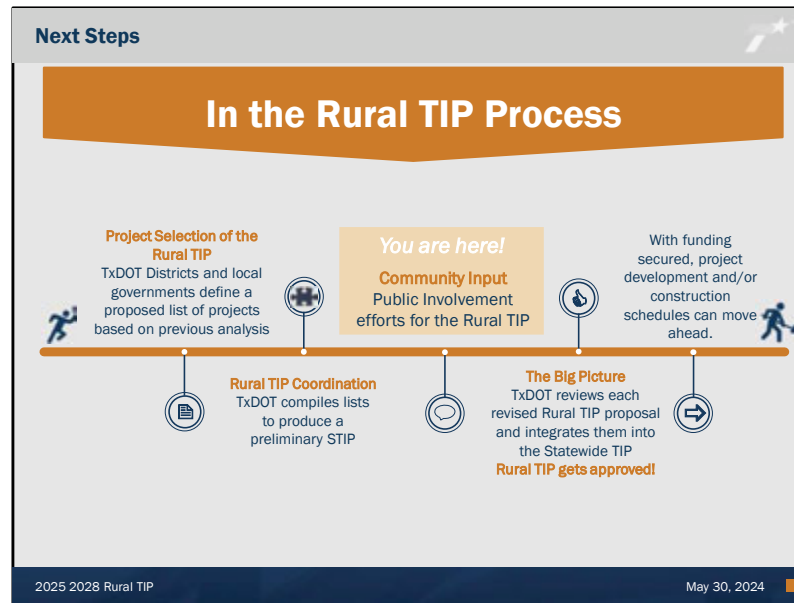 Next Steps
In the Rural TIP Process
Project Selection of the
Rural TIP
TxDOT Districts and local
governments define a
proposed list of projects
based on previous analysis
Rural TIP Coordination
TxDOT compiles lists
to produce a
preliminary STIP
You are here!
Community Input
Public Involvement
efforts for the Rural TIP
The Big Picture
TxDOT reviews each
revised Rural TIP proposal
and integrates them into
the Statewide TIP
Rural TIP gets approved!
With funding
secured, project
development and/or
construction
schedules can move
ahead.
2025 2028 Rural TIP
May 30, 2024